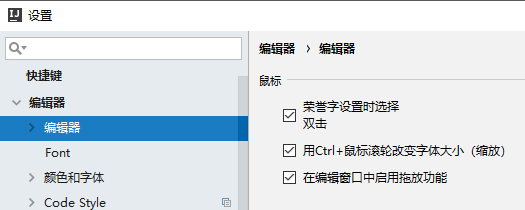 设置
快捷键
编辑器
编辑器
Font
颜色和字体
Code Style
编辑器 › 编辑器
鼠标
荣誉字设置时选择
双击
用Ctrl+鼠标滚轮改变字体大小（缩放）
在编辑窗口中启用拖放功能